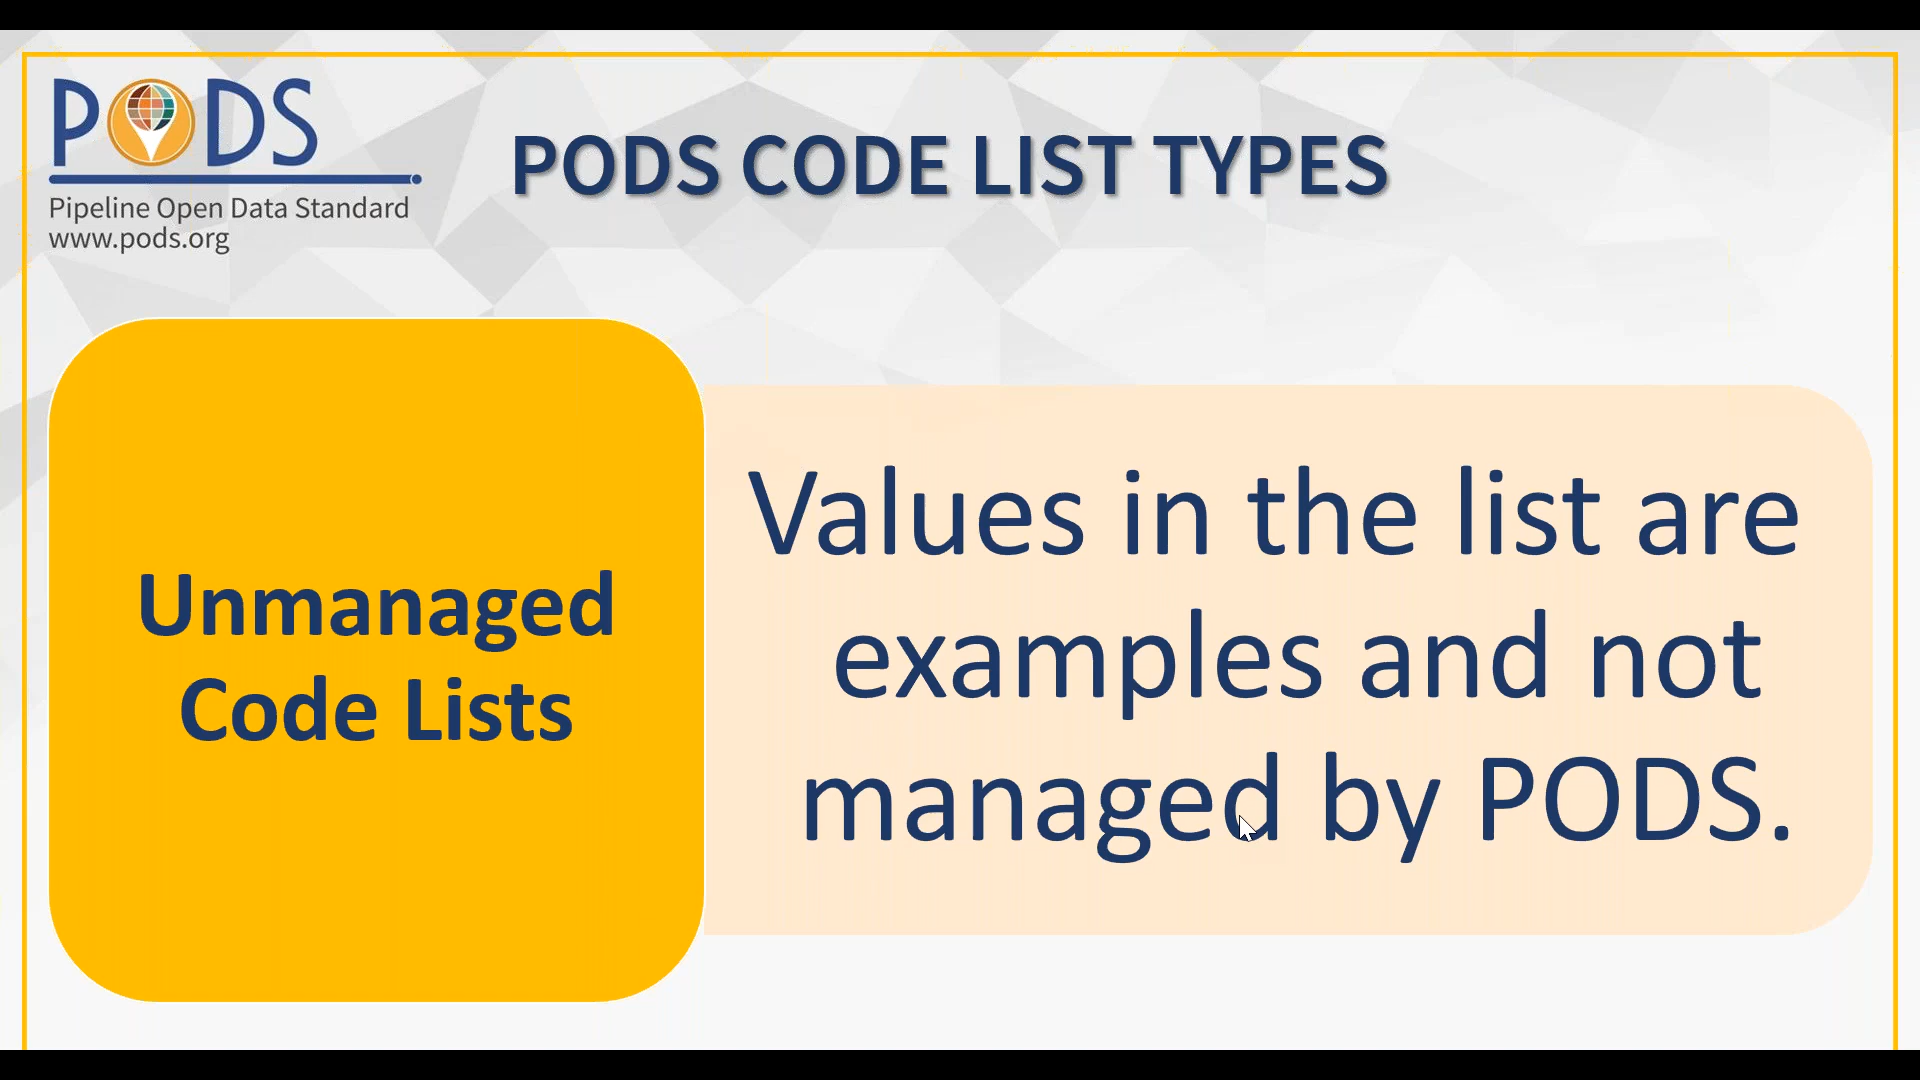 PODS
Pipeline Open Data Standard
www.pods.org
PODS CODE LIST TYPES
Unmanaged
Code Lists
Values in the list are
examples and not
managed by PODS.